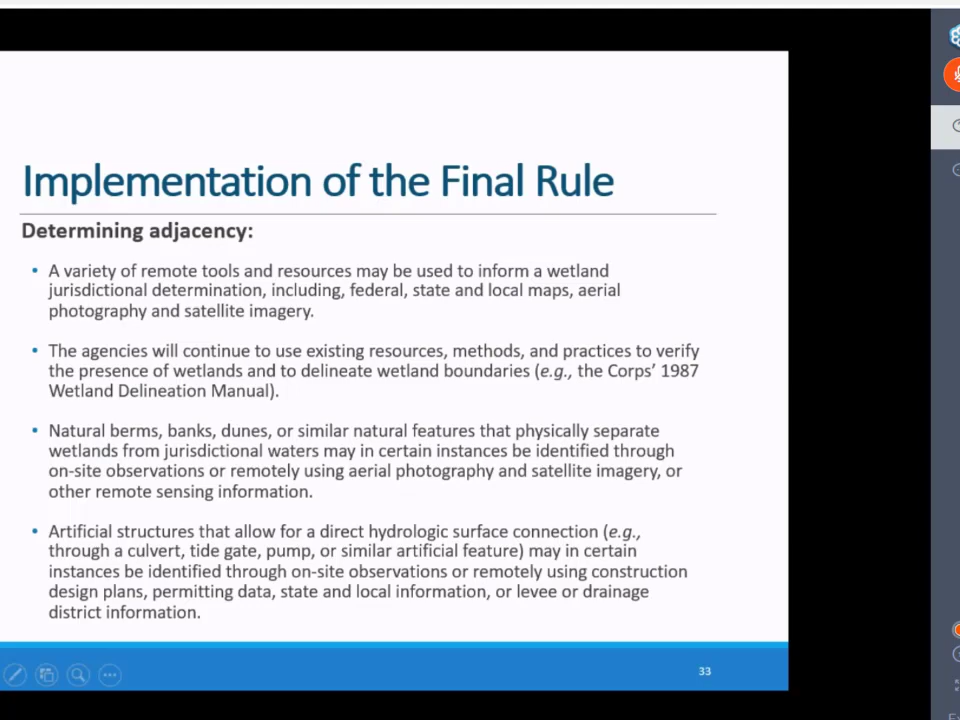 Implementation of the Final Rule
Determining adjacency:
• A variety of remote tools and resources may be used to inform a wetland
jurisdictional determination, including, federal, state and local maps, aerial
photography and satellite imagery.
• The agencies will continue to use existing resources, methods, and practices to verify
the presence of wetlands and to delineate wetland boundaries (e.g., the Corps’ 1987
Wetland Delineation Manual).
• Natural berms, banks, dunes, or similar natural features that physically separate
wetlands from jurisdictional waters may in certain instances be identified through
on-site observations or remotely using aerial photography and satellite imagery, or
other remote sensing information.
• Artificial structures that allow for a direct hydrologic surface connection (e.g.,
through a culvert, tide gate, pump, or similar artificial feature) may in certain
instances be identified through on-site observations or remotely using construction
design plans, permitting data, state and local information, or levee or drainage
district information.
33